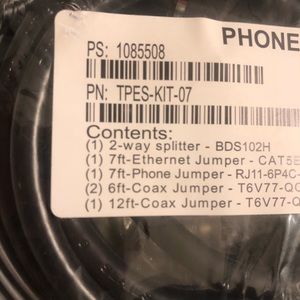 PHONE
PS: 1085508
PN: TPES-KIT-07
Contents:
(1) 2-way splitter - BDS102H
(1) 7ft-Ethernet Jumper - CAT5E
(1) 7ft-Phone Jumper - RJ11-6P4C-
(2) 6ft-Coax Jumper - T6V77-QC
(1) 12ft-Coax Jumper - T6V77-QC